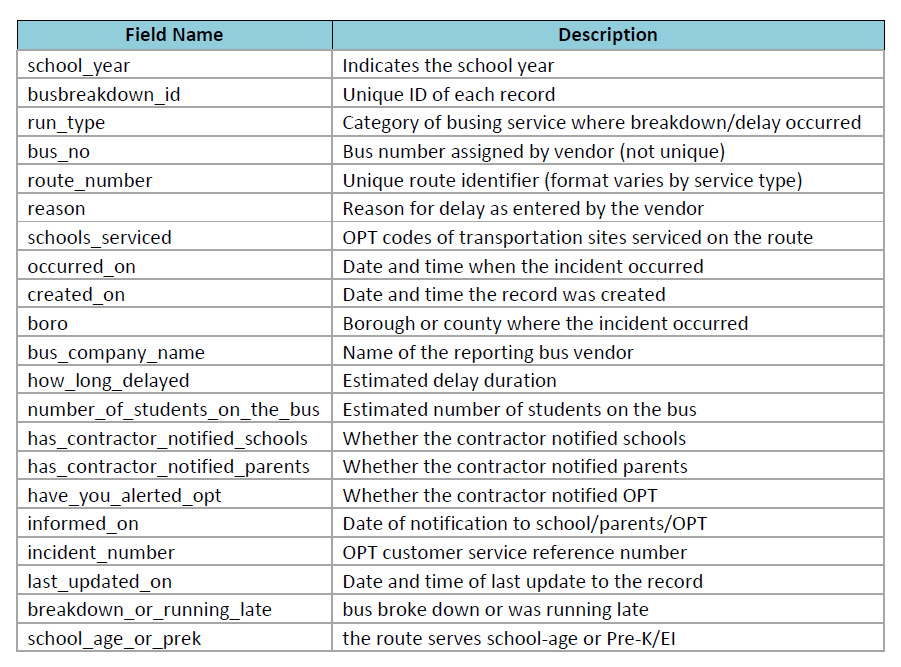 Field Name Description
school_year Indicates the school year
busbreakdown_id Unique ID of each record
run_type Category of busing service where breakdown/delay occurred
bus_no Bus number assigned by vendor (not unique)
route_number Unique route identifier (format varies by service type)
reason Reason for delay as entered by the vendor
schools_serviced OPT codes of transportation sites serviced on the route
occurred_on Date and time when the incident occurred
created_on Date and time the record was created
boro Borough or county where the incident occurred
bus_company_name Name of the reporting bus vendor
how_long_delayed Estimated delay duration
number_of_students_on_the_bus Estimated number of students on the bus
has_contractor_notified_schools Whether the contractor notified schools
has_contractor_notified_parents Whether the contractor notified parents
have_you_alerted_opt Whether the contractor notified OPT
informed_on Date of notification to school/parents/OPT
incident_number OPT customer service reference number
last_updated_on Date and time of last update to the record
breakdown_or_running_late bus broke down or was running late
school_age_or_prek the route serves school-age or Pre-K/EI